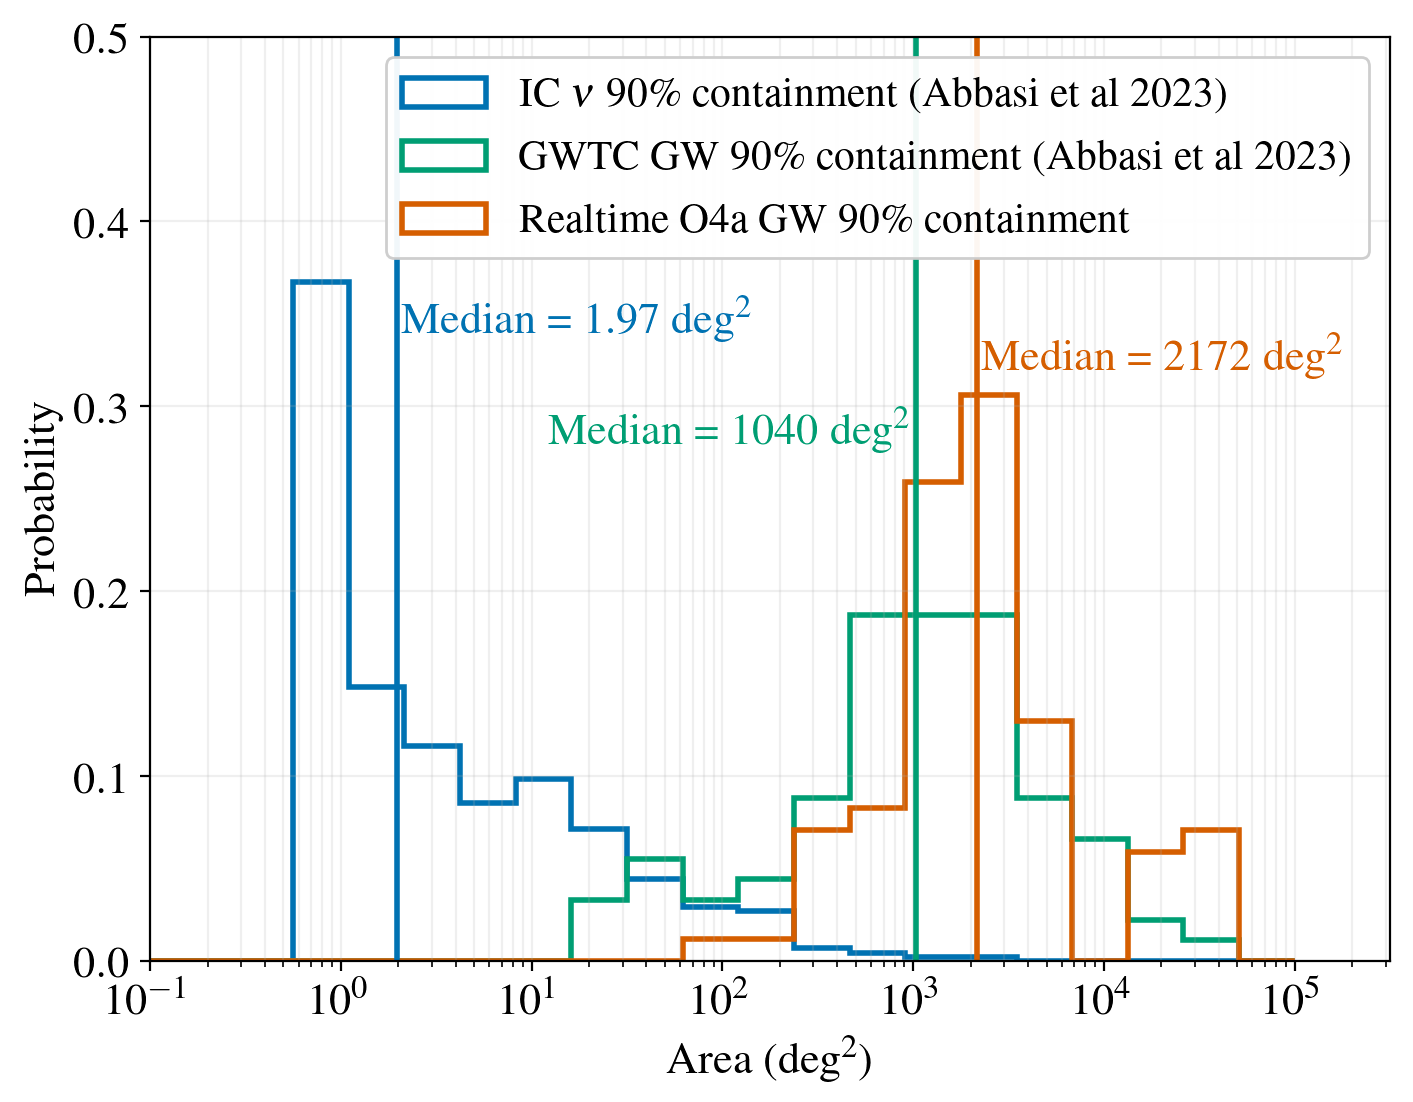 0.5
0.4
0.3
0.2
0.1
0.0
Probability
IC ν 90% containment (Abbasi et al 2023)
GWTC GW 90% containment (Abbasi et al 2023)
Realtime O4a GW 90% containment
Median = 1.97 deg²
Median = 2172 deg²
Median = 1040 deg²
10⁻¹ 10⁰ 10¹ 10² 10³ 10⁴ 10⁵
Area (deg²)